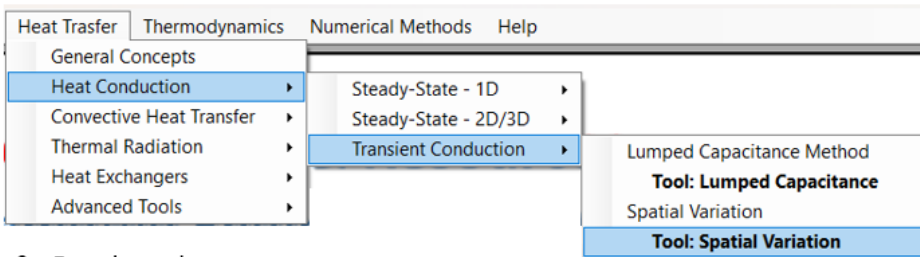 Heat Trasfer Thermodynamics Numerical Methods Help
General Concepts
Heat Conduction
Convective Heat Transfer
Thermal Radiation
Heat Exchangers
Advanced Tools
Steady-State - 1D
Steady-State - 2D/3D
Transient Conduction
Lumped Capacitance Method
Tool: Lumped Capacitance
Spatial Variation
Tool: Spatial Variation